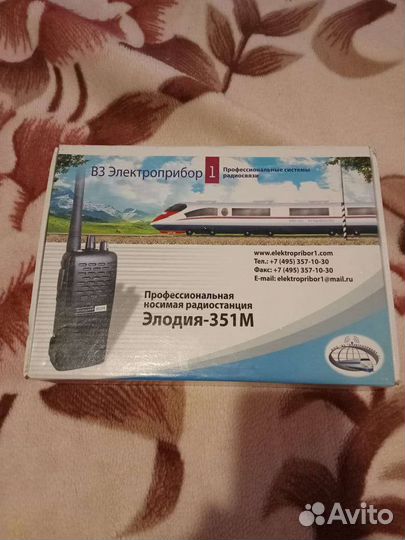 ВЗ Электроприбор 1
Профессиональные системы
радиосвязи
www.elektropribor1.com
Тел.: +7 (495) 357-10-30
Факс: +7 (495) 357-10-30
E-mail: elektropribor1@mail.ru
Профессиональная
носимая радиостанция
Элодия-351М
Avito